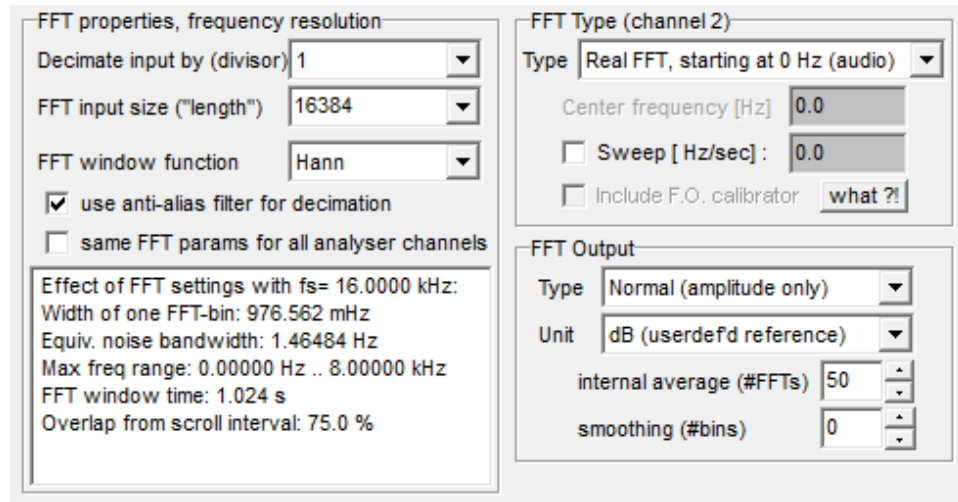 FFT properties, frequency resolution
Decimate input by (divisor) 1
FFT input size ("length") 16384
FFT window function Hann
use anti-alias filter for decimation
same FFT params for all analyser channels
Effect of FFT settings with fs= 16.0000 kHz:
Width of one FFT-bin: 976.562 mHz
Equiv. noise bandwidth: 1.46484 Hz
Max freq range: 0.00000 Hz .. 8.00000 kHz
FFT window time: 1.024 s
Overlap from scroll interval: 75.0 %
FFT Type (channel 2)
Type Real FFT, starting at 0 Hz (audio)
Center frequency [Hz] 0.0
Sweep [ Hz/sec] : 0.0
Include F.O. calibrator what ?!
FFT Output
Type Normal (amplitude only)
Unit dB (userdef'd reference)
internal average (#FFTs) 50
smoothing (#bins) 0